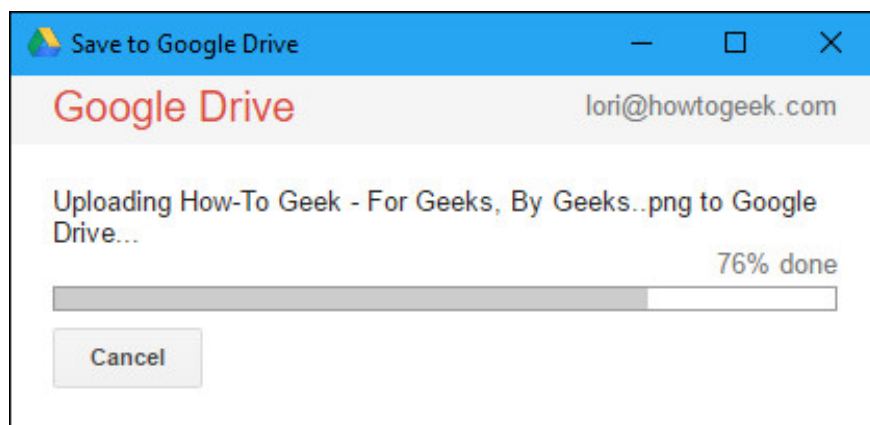 Save to Google Drive
Google Drive
lori@howtogeek.com
Uploading How-To Geek - For Geeks, By Geeks..png to Google
Drive...
76% done
Cancel